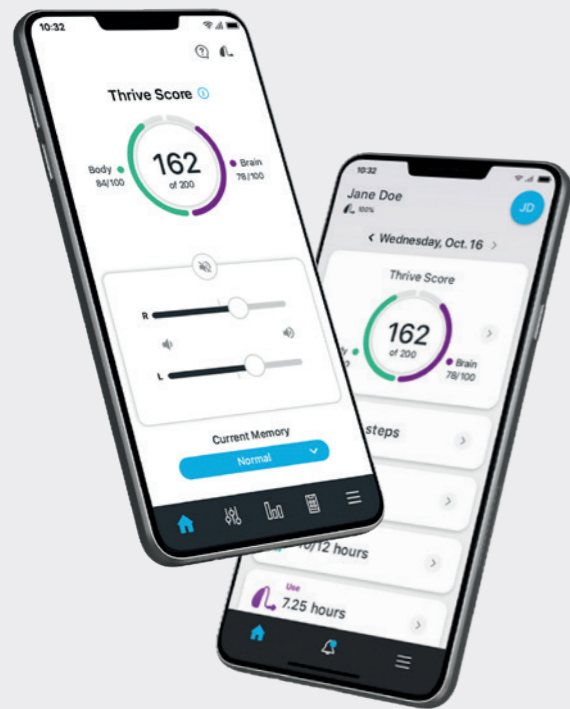 10:32
Thrive Score
Body
84/100
162
of 200
Brain
78/100
R
L
Current Memory
Normal
10:32
Jane Doe
100%
JD
Wednesday, Oct. 16
Thrive Score
162
of 200
Brain
78/100
steps
10/12 hours
Use
7.25 hours